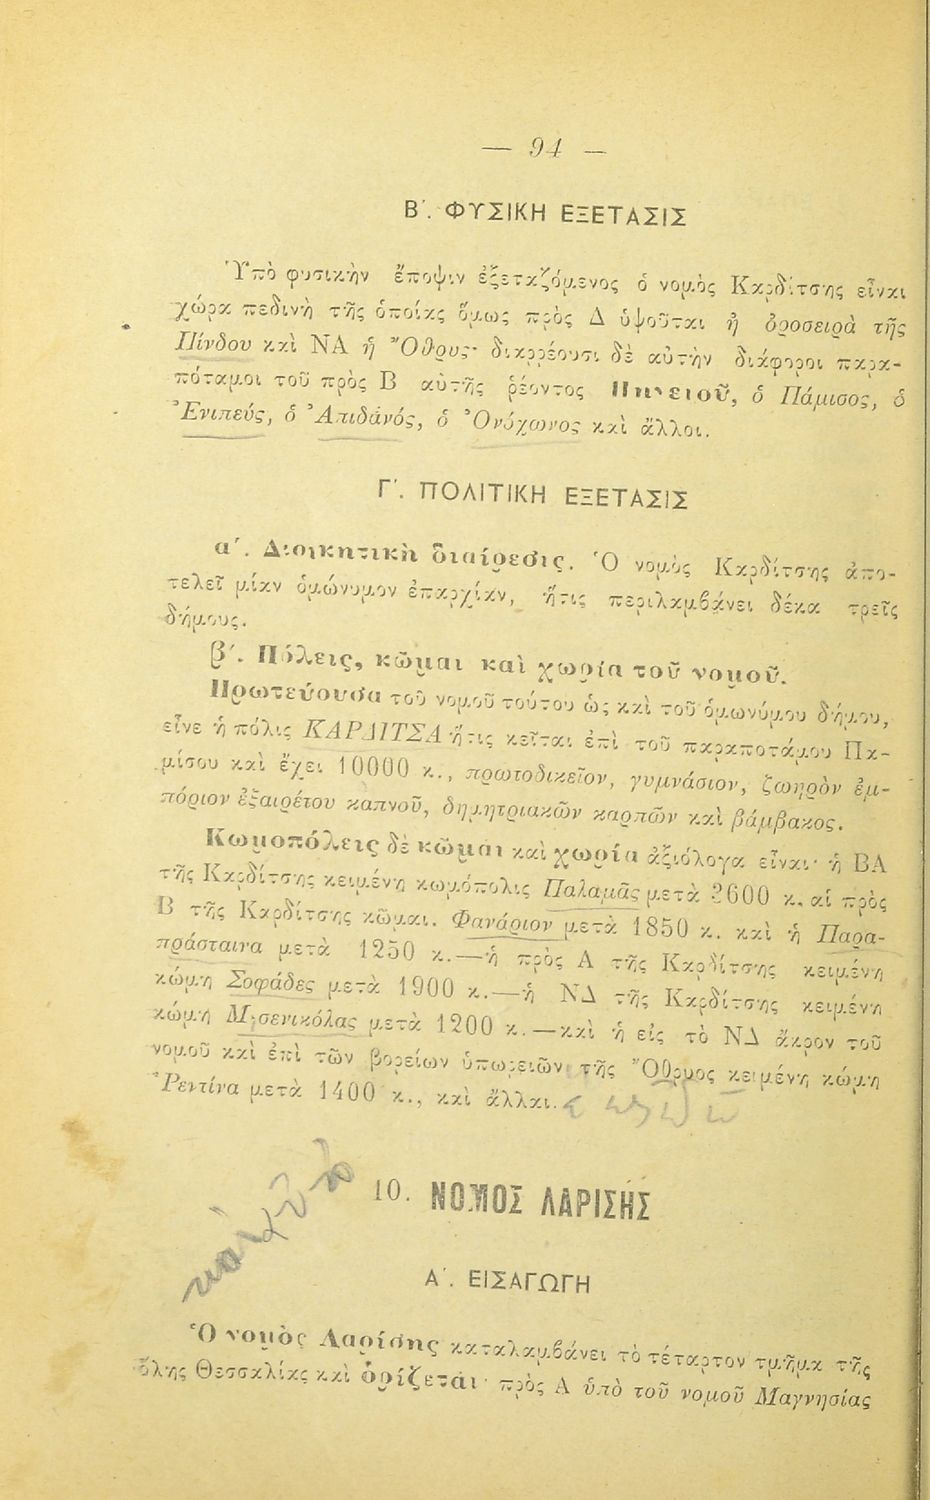 — 94 —
Β΄. ΦΥΣΙΚΗ ΕΞΕΤΑΣΙΣ
Ὑπὸ φυσικὴν ἔποψιν ἐξεταζόμενος ὁ νομὸς Καρδίτσης εἶναι
χώρα πεδινὴ τῆς ὁποίας ὅμως πρὸς Δ ὑψοῦται ἡ ὀροσειρὰ τῆς
Πίνδου καὶ ΝΑ ἡ Ὄθρυς· διαρρέουσι δὲ αὐτὴν διάφοροι παρα-
πόταμοι τοῦ πρὸς Β αὐτῆς ῥέοντος Πηνειοῦ, ὁ Πάμισος, ὁ
Ἐνιπεύς, ὁ Ἀπιδανός, ὁ Ὀνόχωνος καὶ ἄλλοι.
Γ΄. ΠΟΛΙΤΙΚΗ ΕΞΕΤΑΣΙΣ
α΄. Διοικητικὴ διαίρεσις. Ὁ νομὸς Καρδίτσης ἀπο-
τελεῖ μίαν ὁμώνυμον ἐπαρχίαν, ἥτις περιλαμβάνει δέκα τρεῖς
δήμους.
β΄. Πόλεις, κῶμαι καὶ χωρία τοῦ νομοῦ.
Πρωτεύουσα τοῦ νομοῦ τούτου ὡς καὶ τοῦ ὁμωνύμου δήμου,
εἶνε ἡ πόλις ΚΑΡΔΙΤΣΑ ἥτις κεῖται ἐπὶ τοῦ παραποτάμου Πα-
μίσου καὶ ἔχει 10000 κ., πρωτοδικεῖον, γυμνάσιον, ζωηρὸν ἐμ-
πόριον ἐξαιρέτου καπνοῦ, δημητριακῶν καρπῶν καὶ βάμβακος.
Κωμοπόλεις δὲ κῶμαι καὶ χωρία ἀξιόλογα εἶναι· ἡ ΒΑ
τῆς Καρδίτσης κειμένη κωμόπολις Παλαμᾶς μετὰ 2600 κ. αἱ πρὸς
Β τῆς Καρδίτσης κῶμαι. Φανάριον μετὰ 1850 κ. καὶ ἡ Παρα-
πράσταινα μετὰ 1250 κ.—ἡ πρὸς Α τῆς Καρδίτσης κειμένη
κώμη Σοφάδες μετὰ 1900 κ.—ἡ ΝΔ τῆς Καρδίτσης κειμένη
κώμη Μεσενικόλας μετὰ 1200 κ.—καὶ ἡ εἰς τὸ ΝΔ ἄκρον τοῦ
νομοῦ καὶ ἐπὶ τῶν βορείων ὑπωρειῶν τῆς Ὄθρυος κειμένη κώμη
Ῥεντίνα μετὰ 1400 κ., καὶ ἄλλαι.
10. ΝΟΜΟΣ ΛΑΡΙΣΗΣ
Α΄. ΕΙΣΑΓΩΓΗ
Ὁ νομὸς Λαρίσης καταλαμβάνει τὸ τέταρτον τμῆμα τῆς
ὅλης Θεσσαλίας καὶ ὁρίζεται· πρὸς Α ὑπὸ τοῦ νομοῦ Μαγνησίας